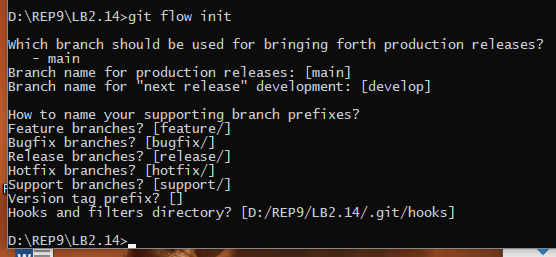 D:\REP9\LB2.14>git flow init
Which branch should be used for bringing forth production releases?
- main
Branch name for production releases: [main]
Branch name for "next release" development: [develop]
How to name your supporting branch prefixes?
Feature branches? [feature/]
Bugfix branches? [bugfix/]
Release branches? [release/]
Hotfix branches? [hotfix/]
Support branches? [support/]
Version tag prefix? []
Hooks and filters directory? [D:/REP9/LB2.14/.git/hooks]
D:\REP9\LB2.14>
W